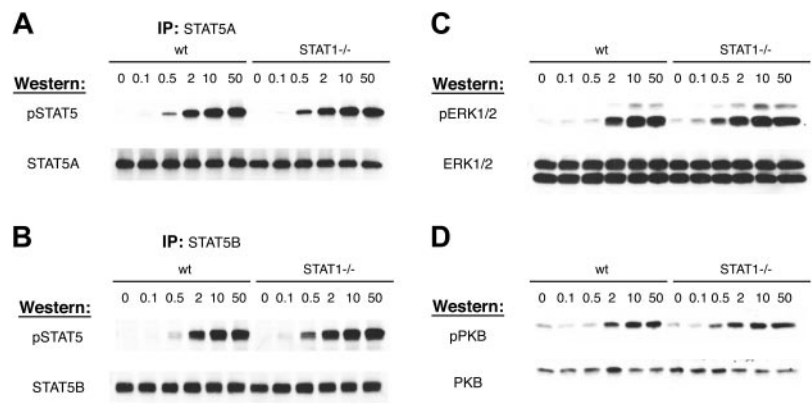 A
IP: STAT5A
wt STAT1-/-
0 0.1 0.5 2 10 50 0 0.1 0.5 2 10 50
Western:
pSTAT5
STAT5A
B
IP: STAT5B
wt STAT1-/-
0 0.1 0.5 2 10 50 0 0.1 0.5 2 10 50
Western:
pSTAT5
STAT5B
C
wt STAT1-/-
0 0.1 0.5 2 10 50 0 0.1 0.5 2 10 50
Western:
pERK1/2
ERK1/2
D
wt STAT1-/-
0 0.1 0.5 2 10 50 0 0.1 0.5 2 10 50
Western:
pPKB
PKB